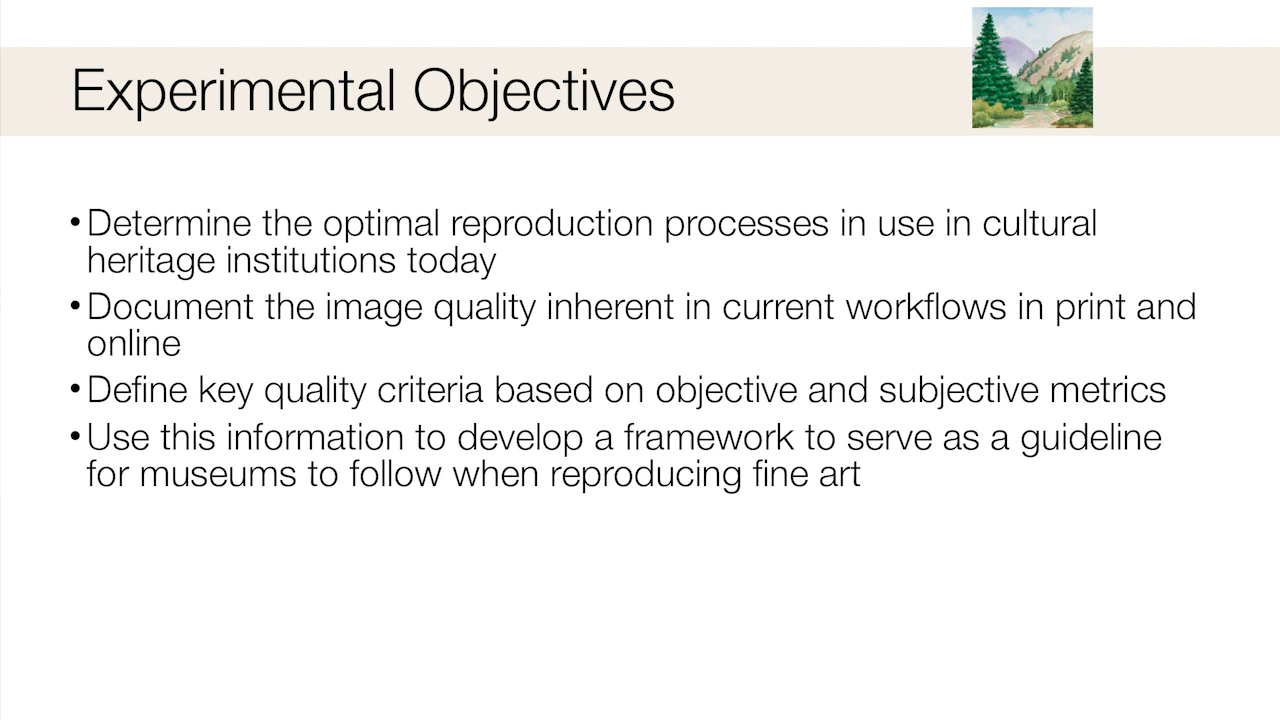 Experimental Objectives
• Determine the optimal reproduction processes in use in cultural
heritage institutions today
• Document the image quality inherent in current workflows in print and
online
• Define key quality criteria based on objective and subjective metrics
• Use this information to develop a framework to serve as a guideline
for museums to follow when reproducing fine art